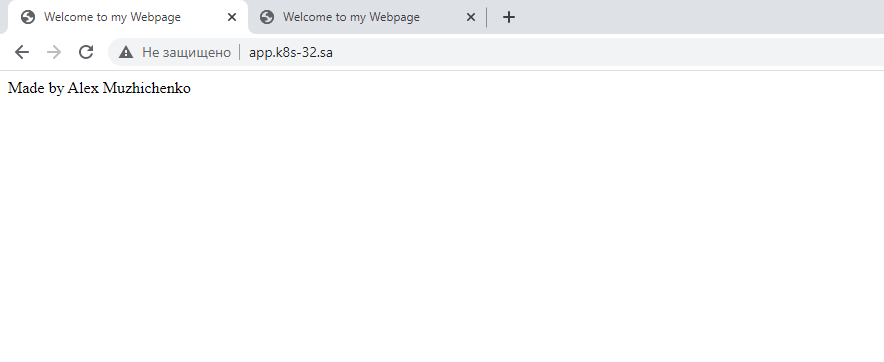 Welcome to my Webpage
Welcome to my Webpage
Не защищено app.k8s-32.sa
Made by Alex Muzhichenko